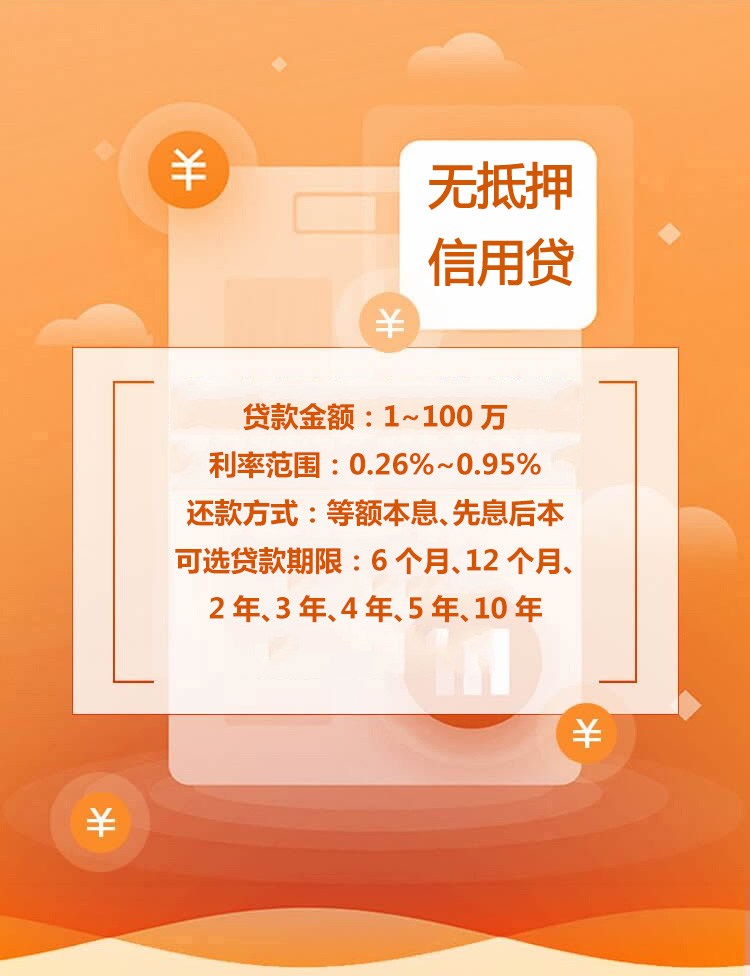 ¥
无抵押
信用贷
¥
贷款金额：1~100万
利率范围：0.26%~0.95%
还款方式：等额本息、先息后本
可选贷款期限：6个月、12个月、
2年、3年、4年、5年、10年
¥
¥